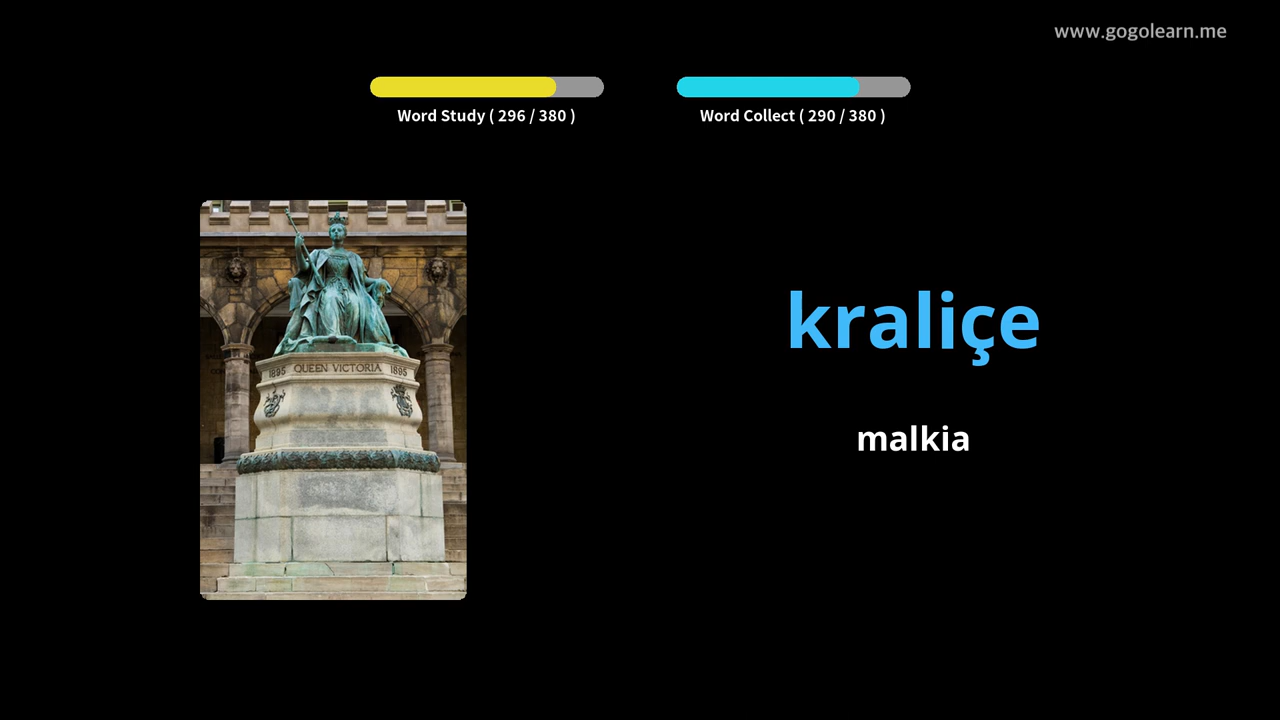 www.gogolearn.me
Word Study ( 296 / 380 )
Word Collect ( 290 / 380 )
1895 QUEEN VICTORIA 1895
kraliçe
malkia